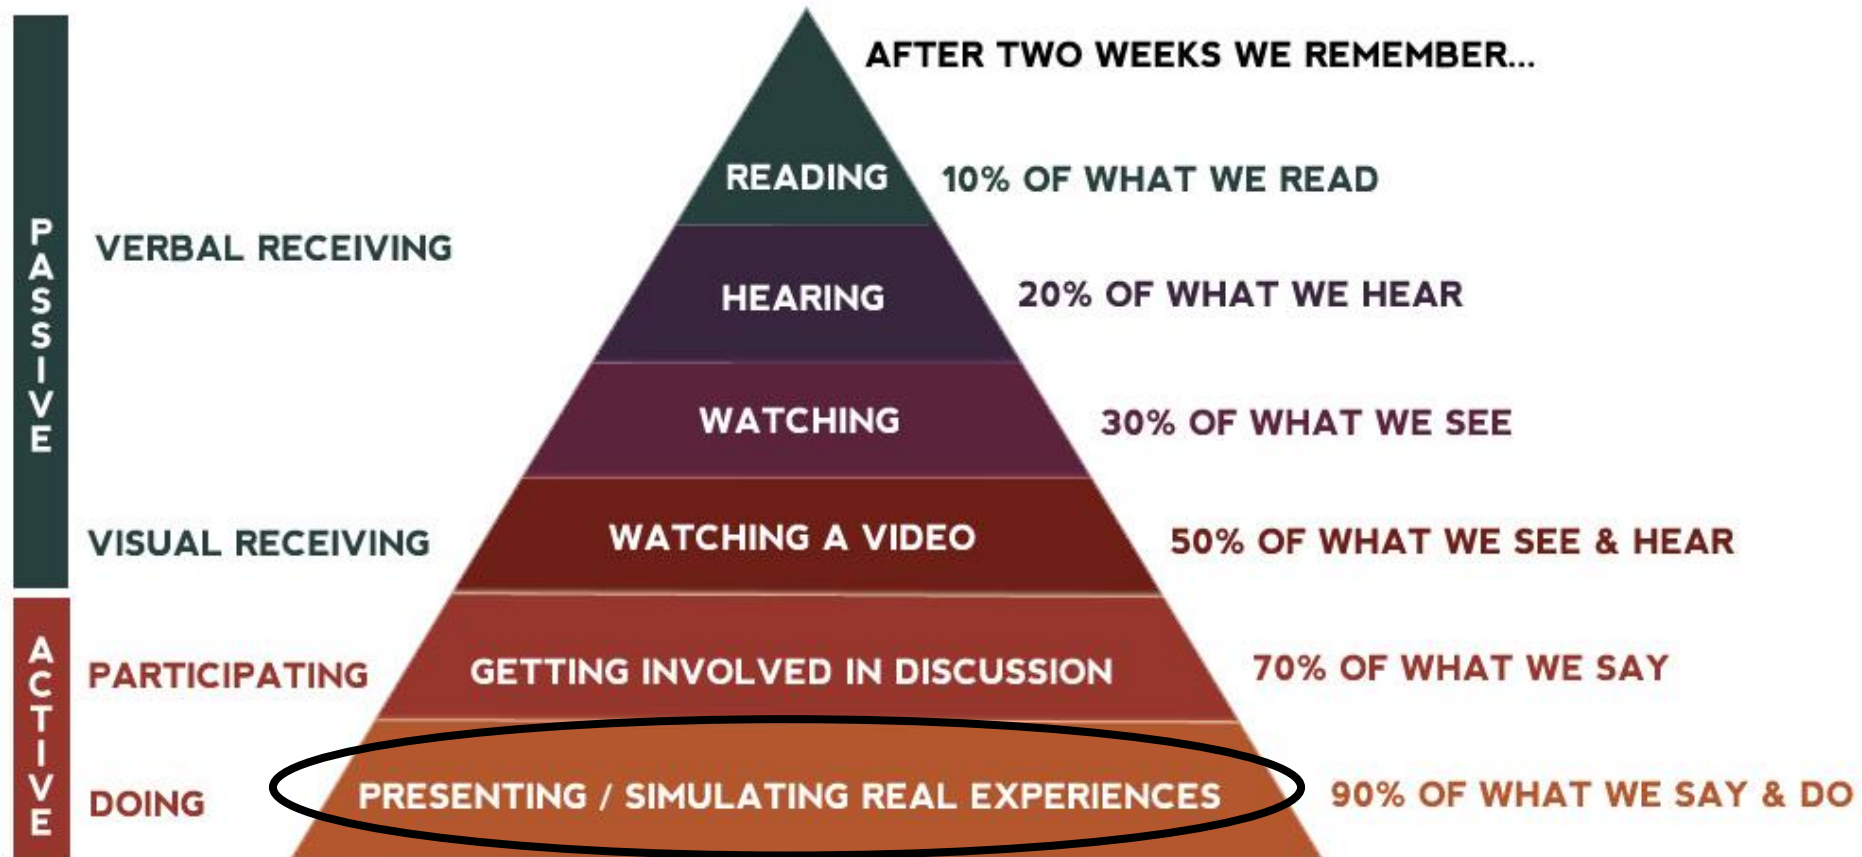 AFTER TWO WEEKS WE REMEMBER...
PASSIVE
READING
10% OF WHAT WE READ
VERBAL RECEIVING
HEARING
20% OF WHAT WE HEAR
WATCHING
30% OF WHAT WE SEE
VISUAL RECEIVING
WATCHING A VIDEO
50% OF WHAT WE SEE & HEAR
ACTIVE
PARTICIPATING
GETTING INVOLVED IN DISCUSSION
70% OF WHAT WE SAY
DOING
PRESENTING / SIMULATING REAL EXPERIENCES
90% OF WHAT WE SAY & DO